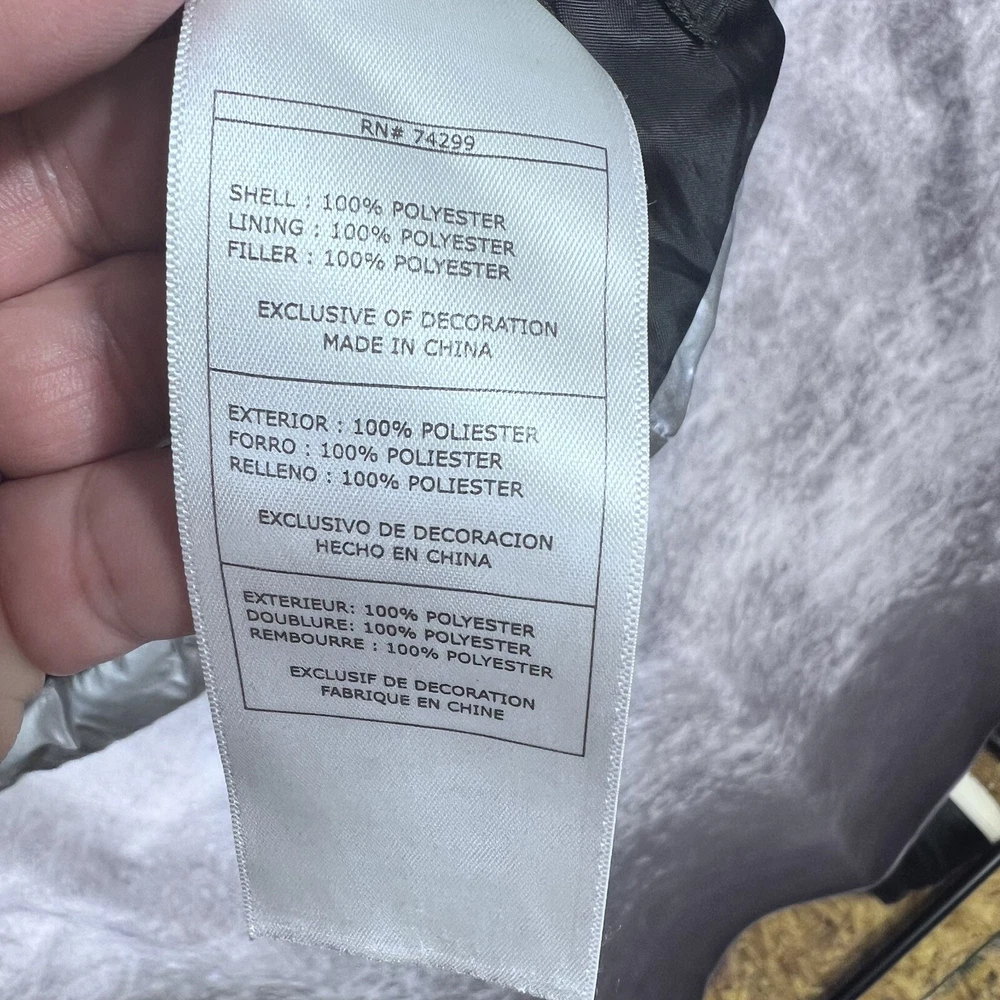 RN# 74299
SHELL : 100% POLYESTER
LINING : 100% POLYESTER
FILLER : 100% POLYESTER
EXCLUSIVE OF DECORATION
MADE IN CHINA
EXTERIOR : 100% POLIESTER
FORRO : 100% POLIESTER
RELLENO : 100% POLIESTER
EXCLUSIVO DE DECORACION
HECHO EN CHINA
EXTERIEUR: 100% POLYESTER
DOUBLURE: 100% POLYESTER
REMBOURRE : 100% POLYESTER
EXCLUSIF DE DECORATION
FABRIQUE EN CHINE